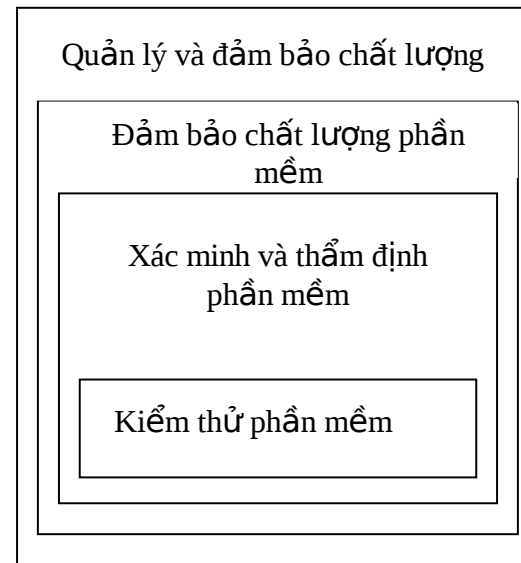 Quản lý và đảm bảo chất lượng
Đảm bảo chất lượng phần
mềm
Xác minh và thẩm định
phần mềm
Kiểm thử phần mềm